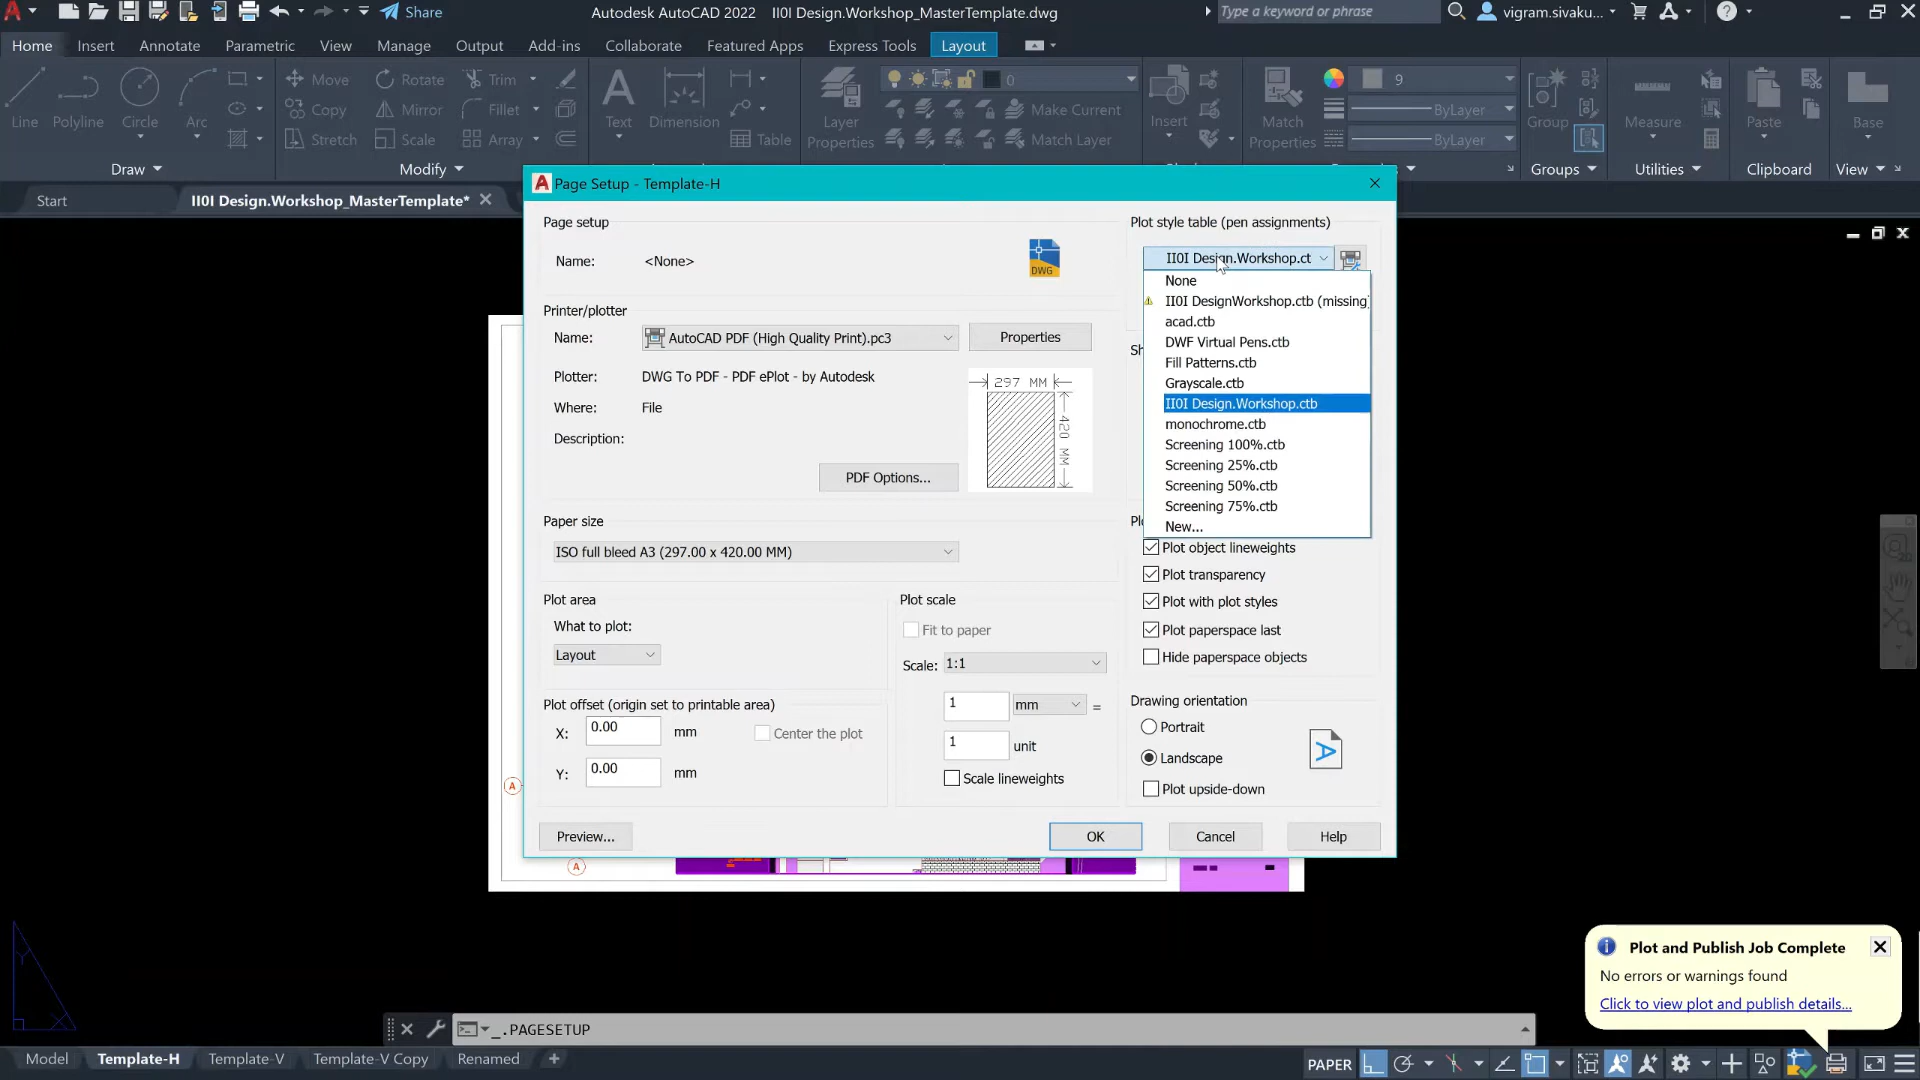 Share
Autodesk AutoCAD 2022 II0I Design.Workshop_MasterTemplate.dwg
Type a keyword or phrase
vigram.sivaku...
Home Insert Annotate Parametric View Manage Output Add-ins Collaborate Featured Apps Express Tools Layout
Line Polyline Circle Arc
Move Rotate Trim
Copy Mirror Fillet
Stretch Scale Array
Text Dimension Table
Layer Properties
0
Make Current
Match Layer
Insert
Match Properties
9
ByLayer
ByLayer
Group Measure Paste Base
Draw Modify Groups Utilities Clipboard View
Start II0I Design.Workshop_MasterTemplate*
Page Setup - Template-H
Page setup
Name: <None>
DWG
Printer/plotter
Name: AutoCAD PDF (High Quality Print).pc3 Properties
Plotter: DWG To PDF - PDF ePlot - by Autodesk
Where: File
Description:
297 MM
420 MM
PDF Options...
Paper size
ISO full bleed A3 (297.00 x 420.00 MM)
Plot area
What to plot:
Layout
Plot offset (origin set to printable area)
X: 0.00 mm Center the plot
Y: 0.00 mm
Plot scale
Fit to paper
Scale: 1:1
1 mm =
1 unit
Scale lineweights
Plot style table (pen assignments)
II0I Design.Workshop.ct
None
II0I DesignWorkshop.ctb (missing)
acad.ctb
DWF Virtual Pens.ctb
Fill Patterns.ctb
Grayscale.ctb
II0I Design.Workshop.ctb
monochrome.ctb
Screening 100%.ctb
Screening 25%.ctb
Screening 50%.ctb
Screening 75%.ctb
New...
Sh
Pl
Plot object lineweights
Plot transparency
Plot with plot styles
Plot paperspace last
Hide paperspace objects
Drawing orientation
Portrait
Landscape
Plot upside-down
A
Preview... OK Cancel Help
A
A
Plot and Publish Job Complete
No errors or warnings found
Click to view plot and publish details...
_.PAGESETUP
Model Template-H Template-V Template-V Copy Renamed
PAPER